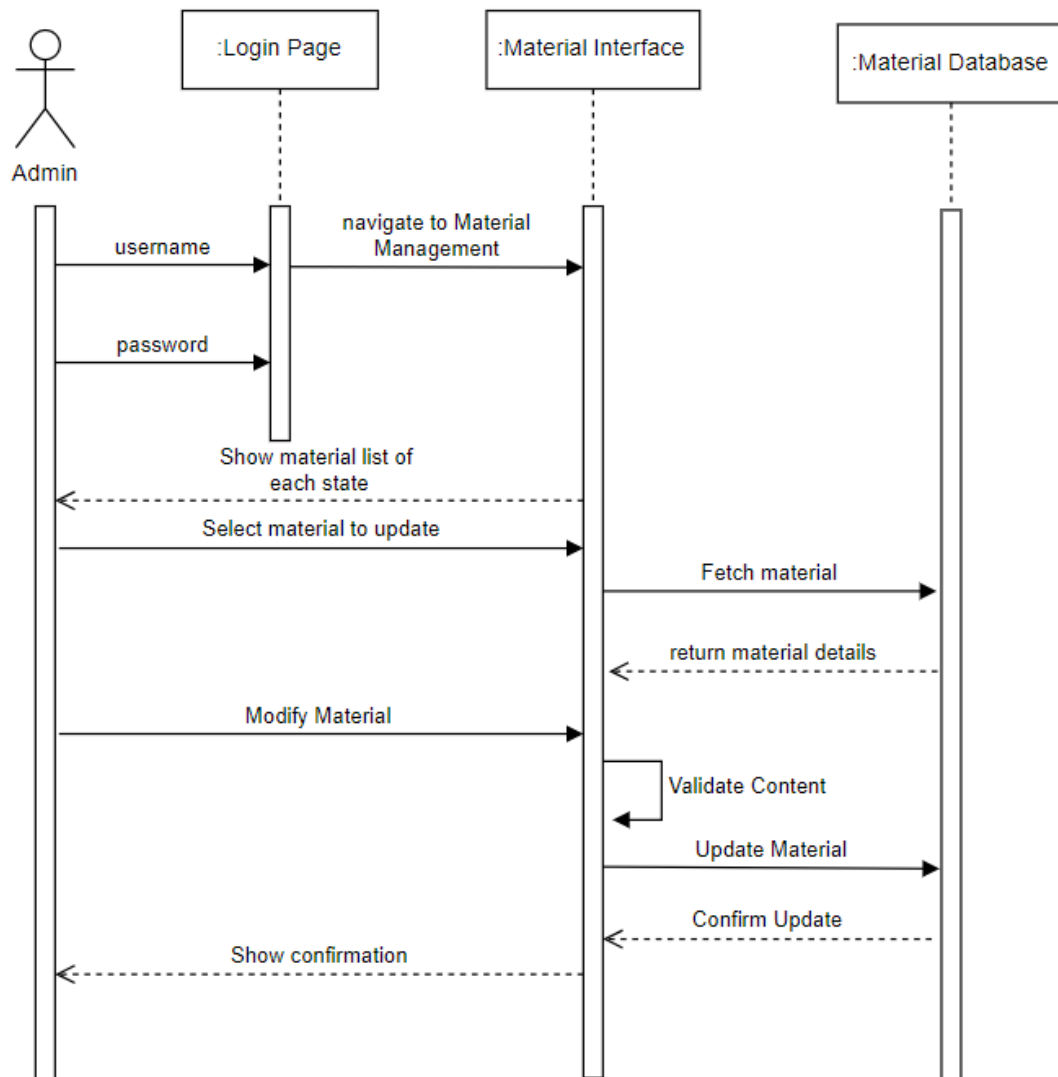 :Login Page
:Material Interface
:Material Database
Admin
username
navigate to Material
Management
password
Show material list of
each state
Select material to update
Fetch material
return material details
Modify Material
Validate Content
Update Material
Confirm Update
Show confirmation